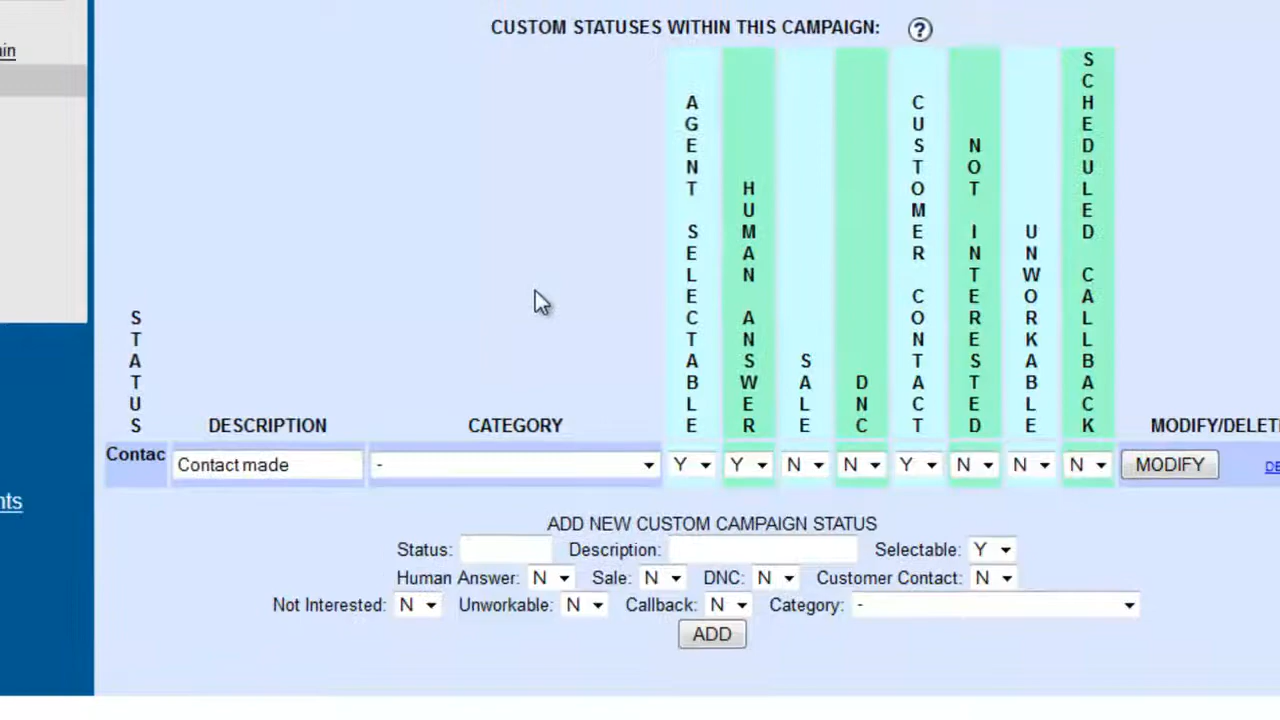 CUSTOM STATUSES WITHIN THIS CAMPAIGN: ?
in
STATUS DESCRIPTION CATEGORY AGENT SELECTABLE HUMAN ANSWER SALE DNC CUSTOMER CONTACT NOT INTERESTED UNWORKABLE SCHEDULED CALLBACK MODIFY/DELET
Contac Contact made - Y Y N N Y N N N MODIFY DE
nts
ADD NEW CUSTOM CAMPAIGN STATUS
Status: Description: Selectable: Y
Human Answer: N Sale: N DNC: N Customer Contact: N
Not Interested: N Unworkable: N Callback: N Category: -
ADD